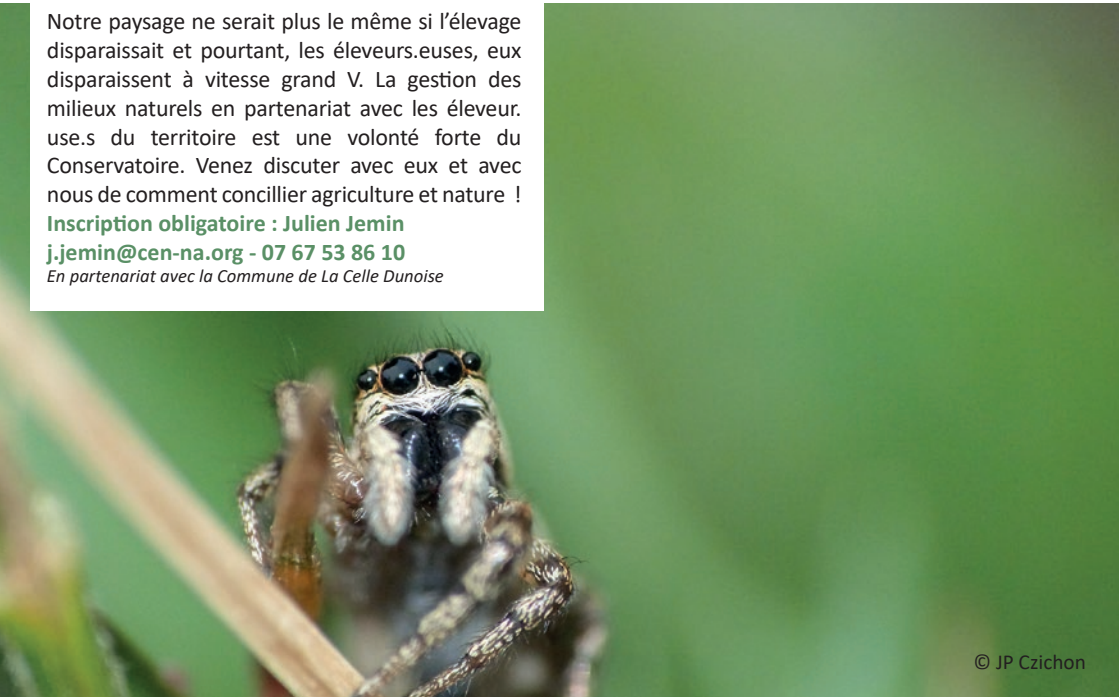 Notre paysage ne serait plus le même si l’élevage
disparaissait et pourtant, les éleveurs.euses, eux
disparaissent à vitesse grand V. La gestion des
milieux naturels en partenariat avec les éleveur.
use.s du territoire est une volonté forte du
Conservatoire. Venez discuter avec eux et avec
nous de comment concillier agriculture et nature !
Inscription obligatoire : Julien Jemin
j.jemin@cen-na.org - 07 67 53 86 10
En partenariat avec la Commune de La Celle Dunoise
© JP Czichon